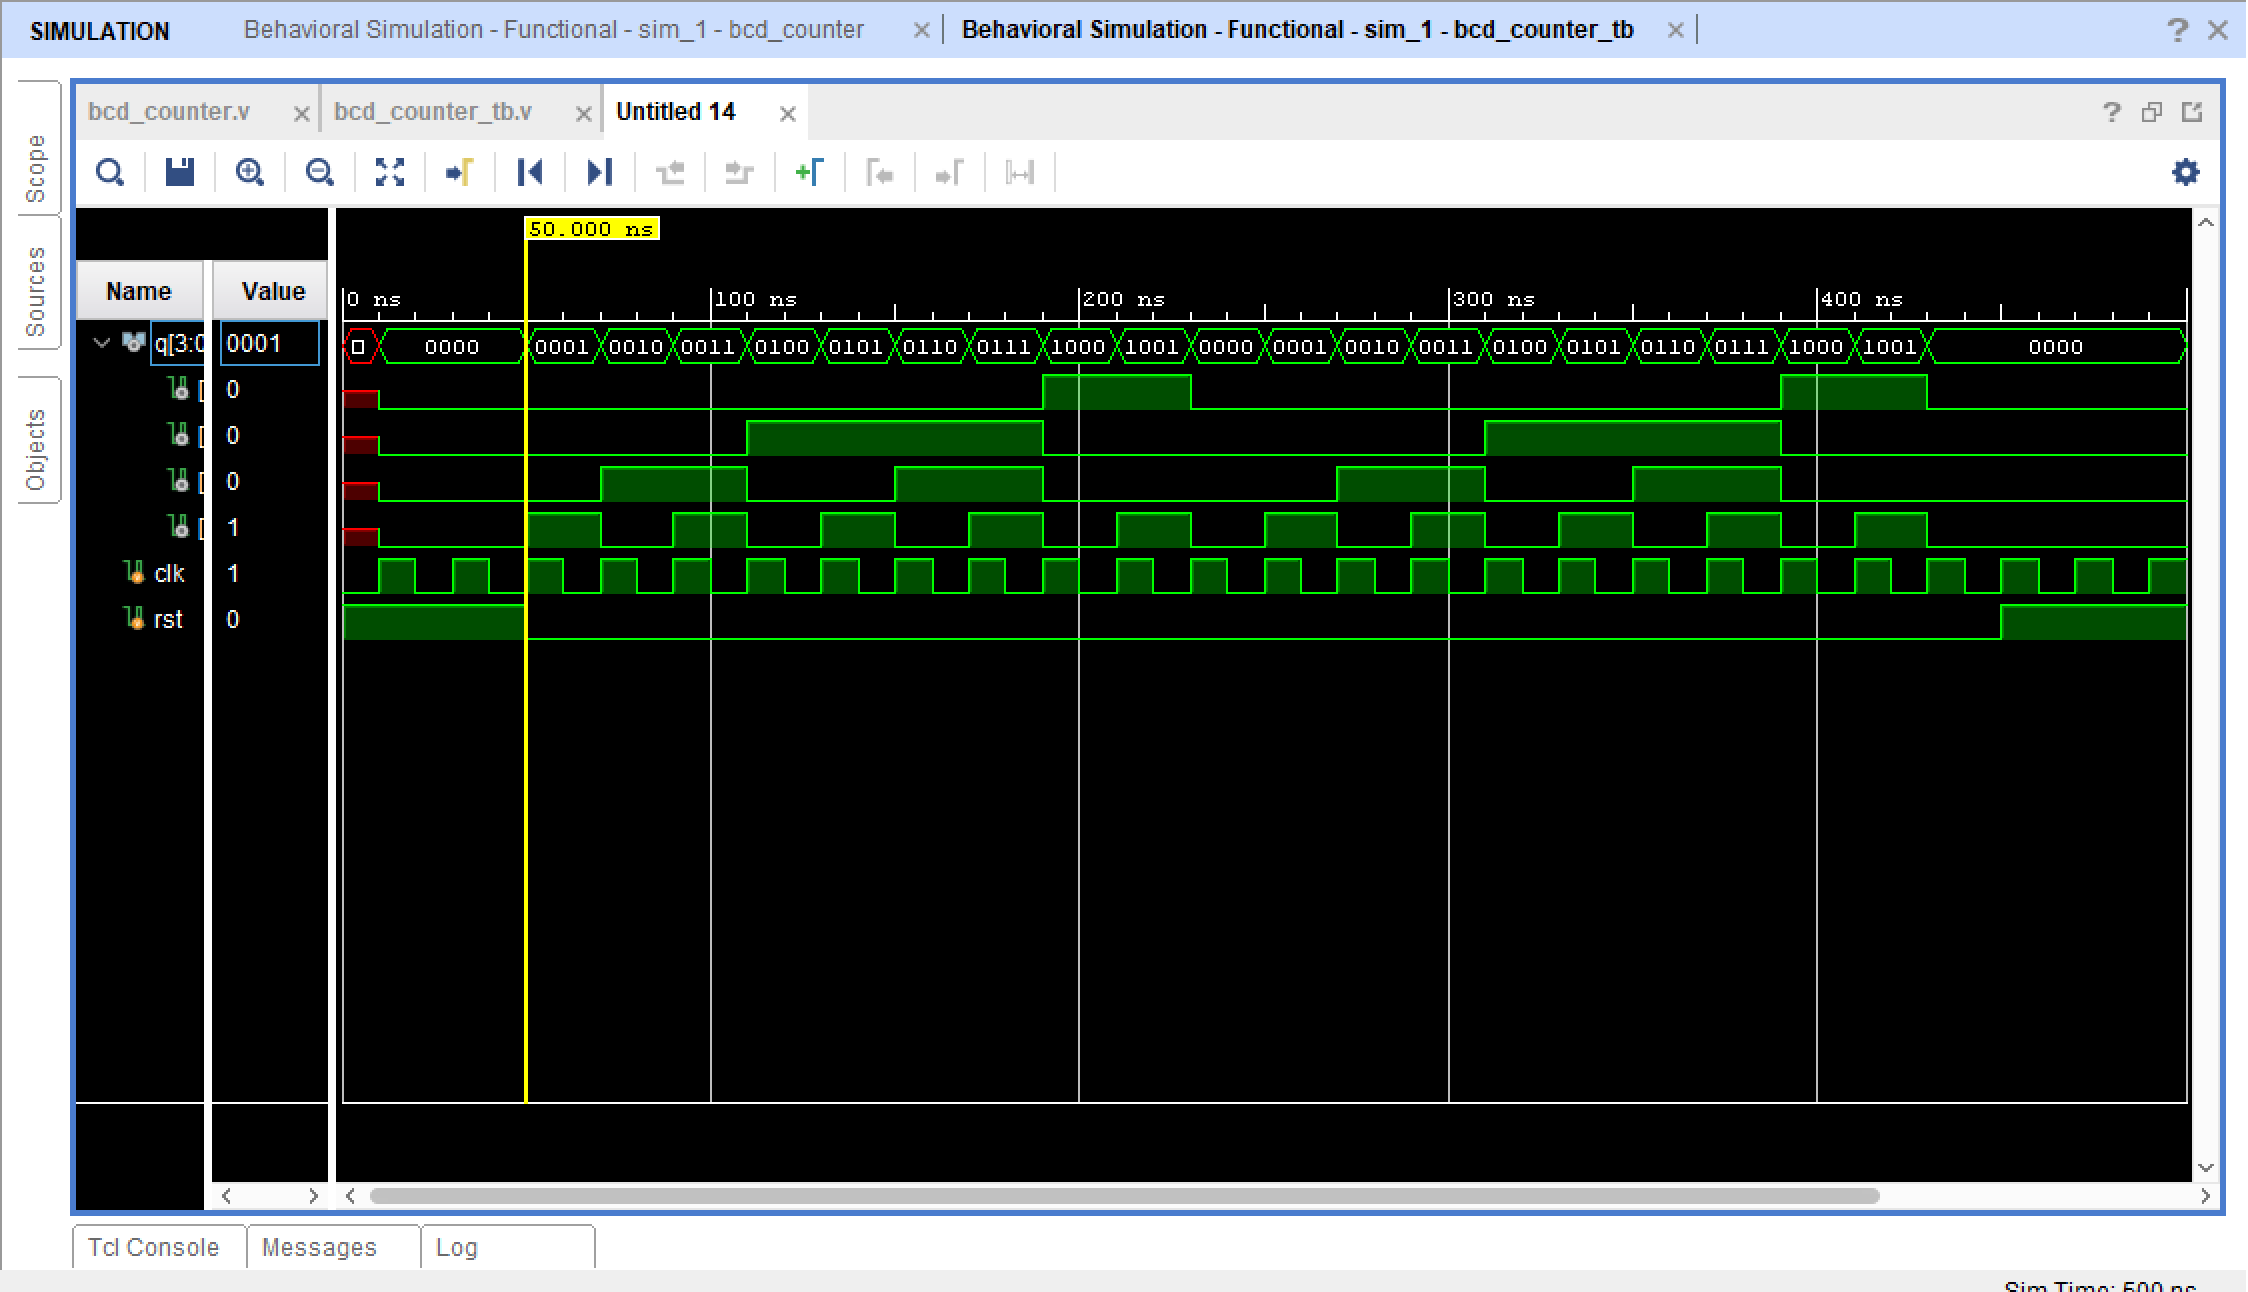 SIMULATION Behavioral Simulation - Functional - sim_1 - bcd_counter Behavioral Simulation - Functional - sim_1 - bcd_counter_tb
Scope
Sources
Objects
bcd_counter.v bcd_counter_tb.v Untitled 14
50.000 ns
Name Value 0 ns 100 ns 200 ns 300 ns 400 ns
q[3:0 0001 0000 0001 0010 0011 0100 0101 0110 0111 1000 1001 0000 0001 0010 0011 0100 0101 0110 0111 1000 1001 0000
[ 0
[ 0
[ 0
[ 1
clk 1
rst 0
Tcl Console Messages Log
Sim Time: 500 ns